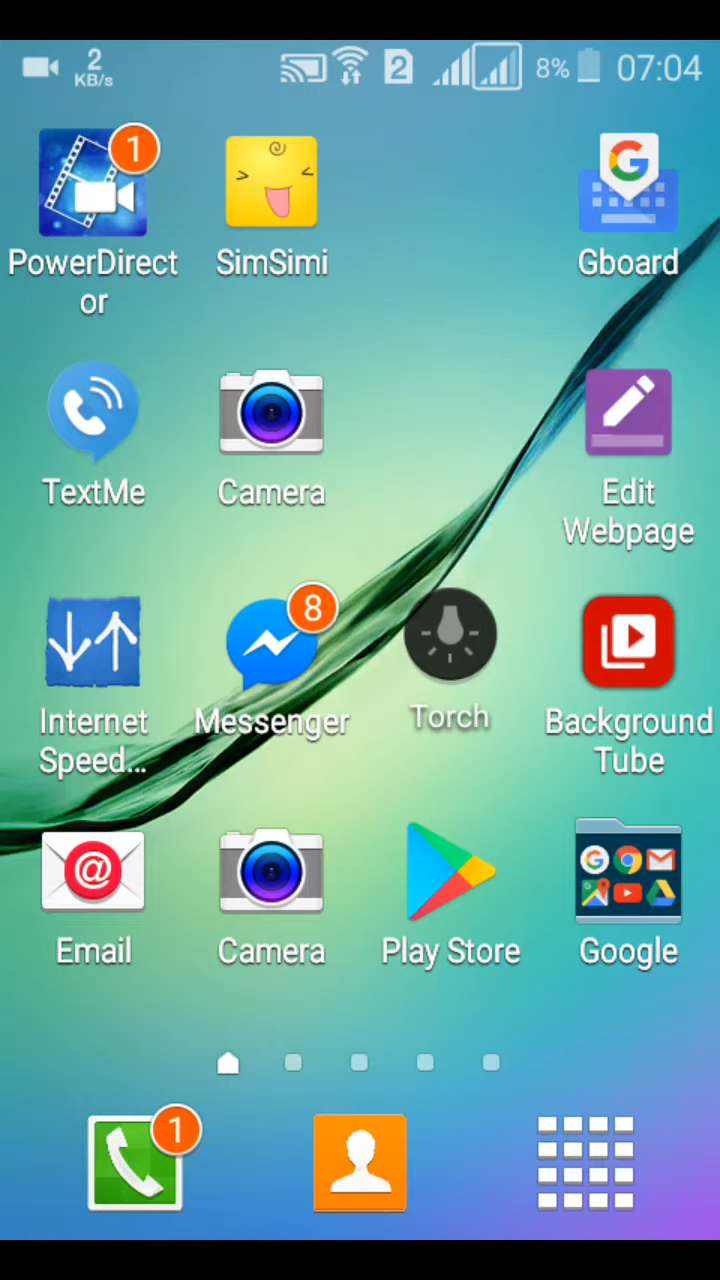 2
KB/s
2
8%
07:04
1
PowerDirect
or
SimSimi
G
Gboard
TextMe
Camera
Edit
Webpage
Internet
Speed...
8
Messenger
Torch
Background
Tube
@
Email
Camera
Play Store
G
Google
1